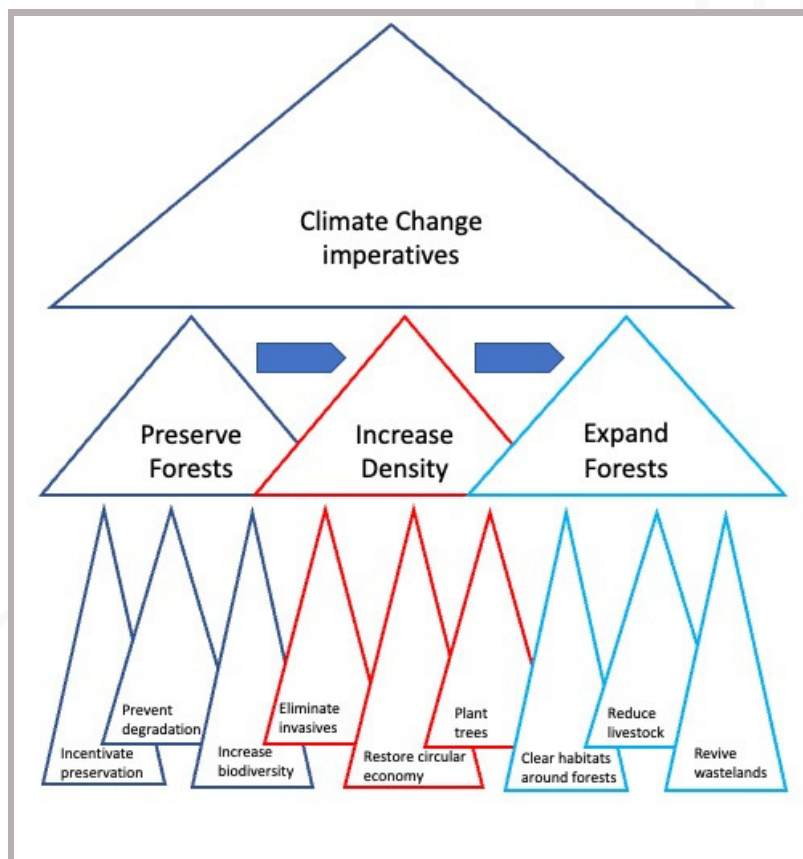 Climate Change
imperatives
Preserve
Forests
Increase
Density
Expand
Forests
Incentivate
preservation
Prevent
degradation
Increase
biodiversity
Eliminate
invasives
Restore circular
economy
Plant
trees
Clear habitats
around forests
Reduce
livestock
Revive
wastelands